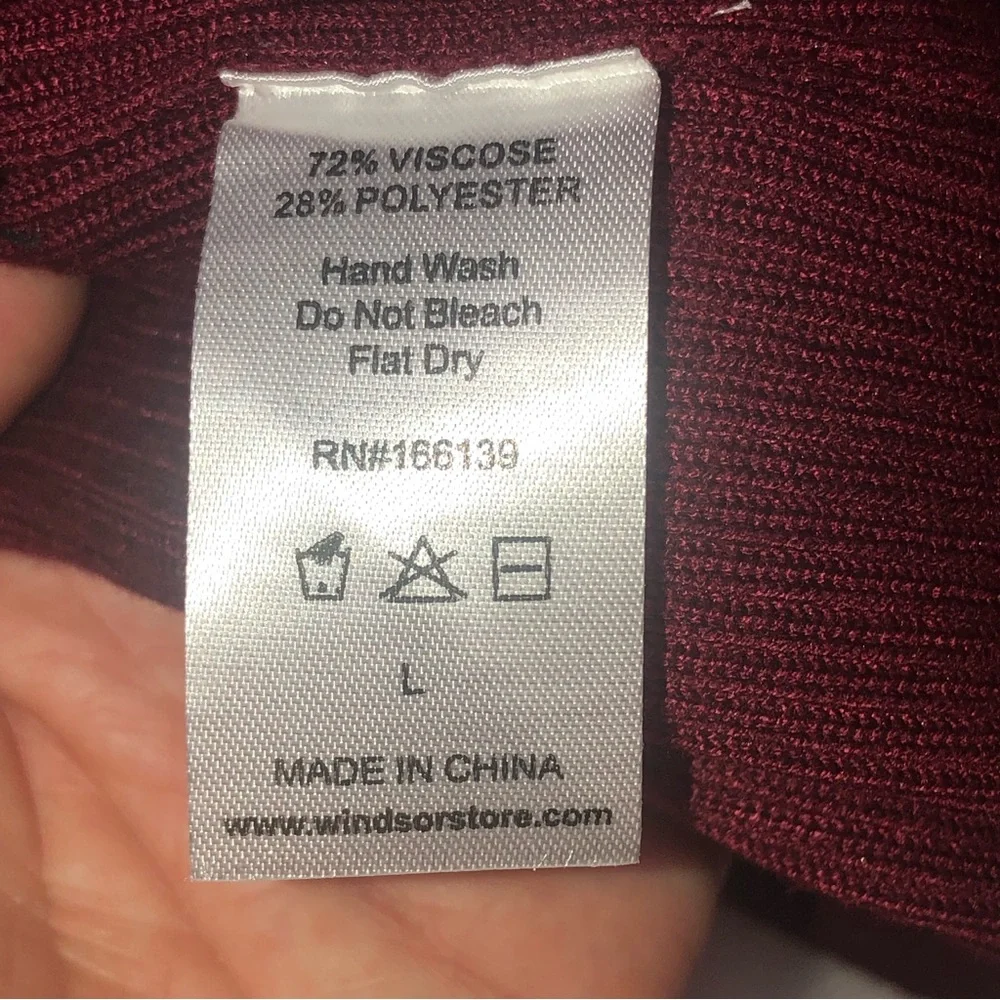 72% VISCOSE
28% POLYESTER
Hand Wash
Do Not Bleach
Flat Dry
RN#166139
L
MADE IN CHINA
www.windsorstore.com